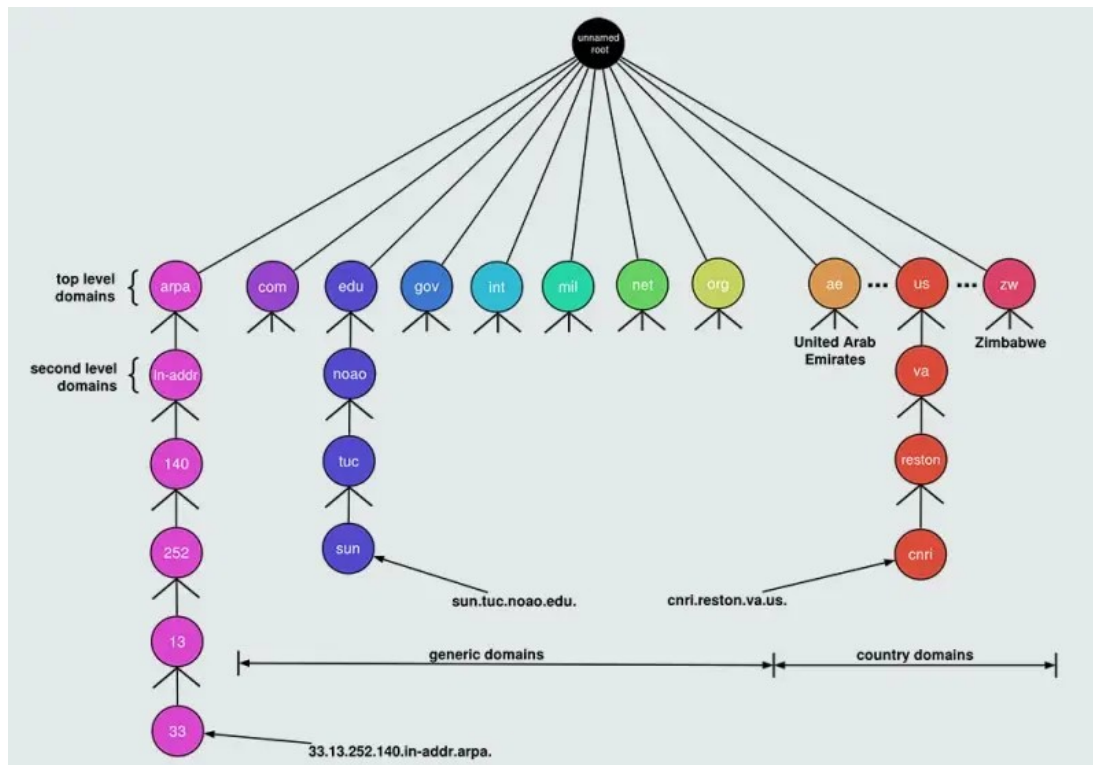 unnamed
root
top level
domains
arpa
com
edu
gov
int
mil
net
org
ae
...
us
...
zw
United Arab
Emirates
Zimbabwe
second level
domains
in-addr
noao
va
140
tuc
reston
252
sun
cnri
sun.tuc.noao.edu.
cnri.reston.va.us.
13
generic domains
country domains
33
33.13.252.140.in-addr.arpa.